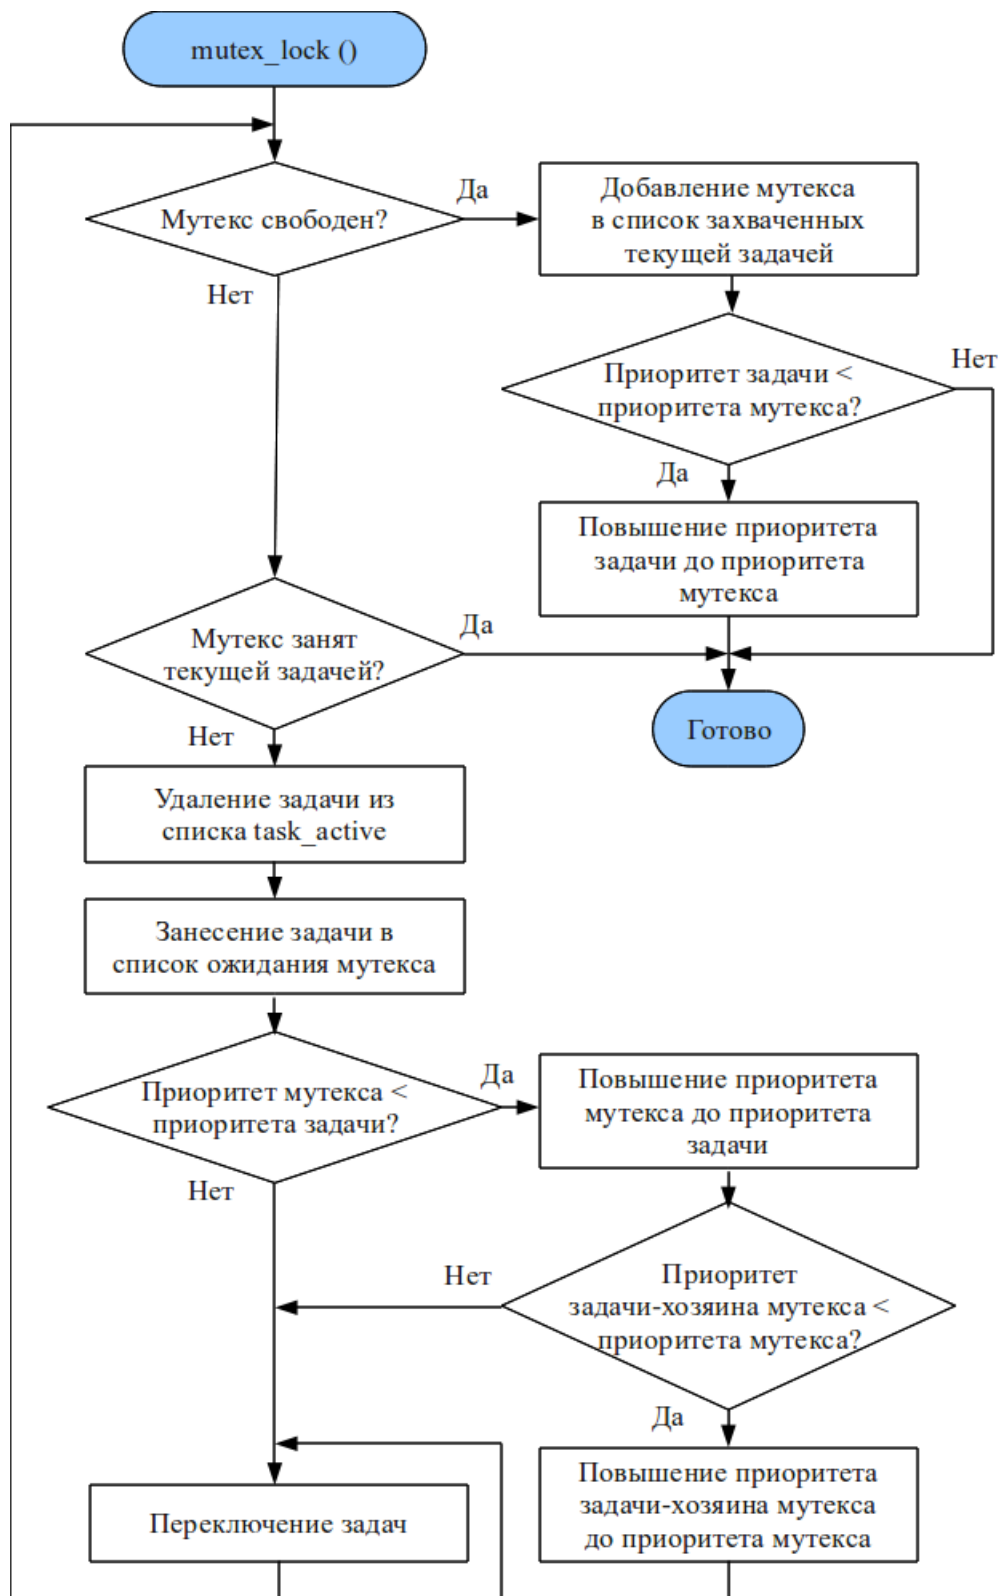 mutex_lock ()
Мутекс свободен?
Да
Добавление мутекса
в список захваченных
текущей задачей
Нет
Приоритет задачи <
приоритета мутекса?
Нет
Да
Повышение приоритета
задачи до приоритета
мутекса
Мутекс занят
текущей задачей?
Да
Готово
Нет
Удаление задачи из
списка task_active
Занесение задачи в
список ожидания мутекса
Приоритет мутекса <
приоритета задачи?
Да
Повышение приоритета
мутекса до приоритета
задачи
Нет
Приоритет
задачи-хозяина мутекса <
приоритета мутекса?
Нет
Да
Повышение приоритета
задачи-хозяина мутекса
до приоритета мутекса
Переключение задач